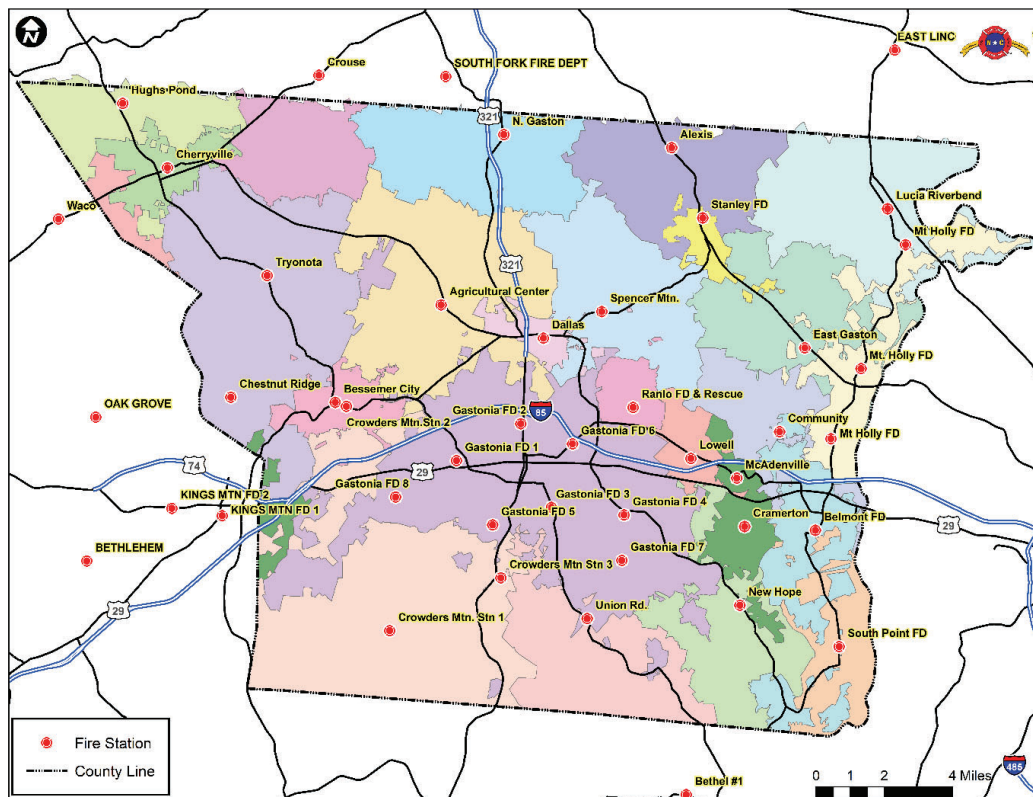 N
EAST LINC
N C
Crouse
SOUTH FORK FIRE DEPT
Hughs Pond
321
N. Gaston
Alexis
Cherryville
Stanley FD
Lucia Riverbend
Waco
Mt Holly FD
Tryonota
321
Agricultural Center
Spencer Mtn.
Dallas
East Gaston
Mt. Holly FD
Chestnut Ridge
Bessemer City
Ranlo FD & Rescue
OAK GROVE
Gastonia FD 2
85
Crowders Mtn.Stn 2
Community
Gastonia FD 6
Mt Holly FD
Gastonia FD 1
Lowell
74
29
McAdenville
Gastonia FD 8
KINGS MTN FD 2
Gastonia FD 3
Gastonia FD 4
Cramerton
KINGS MTN FD 1
Gastonia FD 5
Belmont FD
29
BETHLEHEM
Gastonia FD 7
Crowders Mtn Stn 3
New Hope
29
Crowders Mtn. Stn 1
Union Rd.
South Point FD
Fire Station
County Line
485
Bethel #1
0 1 2 4 Miles